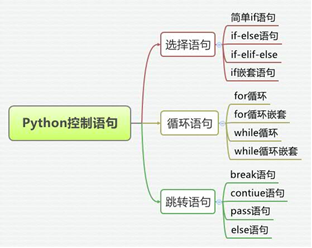 Python控制语句
选择语句
简单if语句
if-else语句
if-elif-else
if嵌套语句
循环语句
for循环
for循环嵌套
while循环
while循环嵌套
跳转语句
break语句
contiue语句
pass语句
else语句